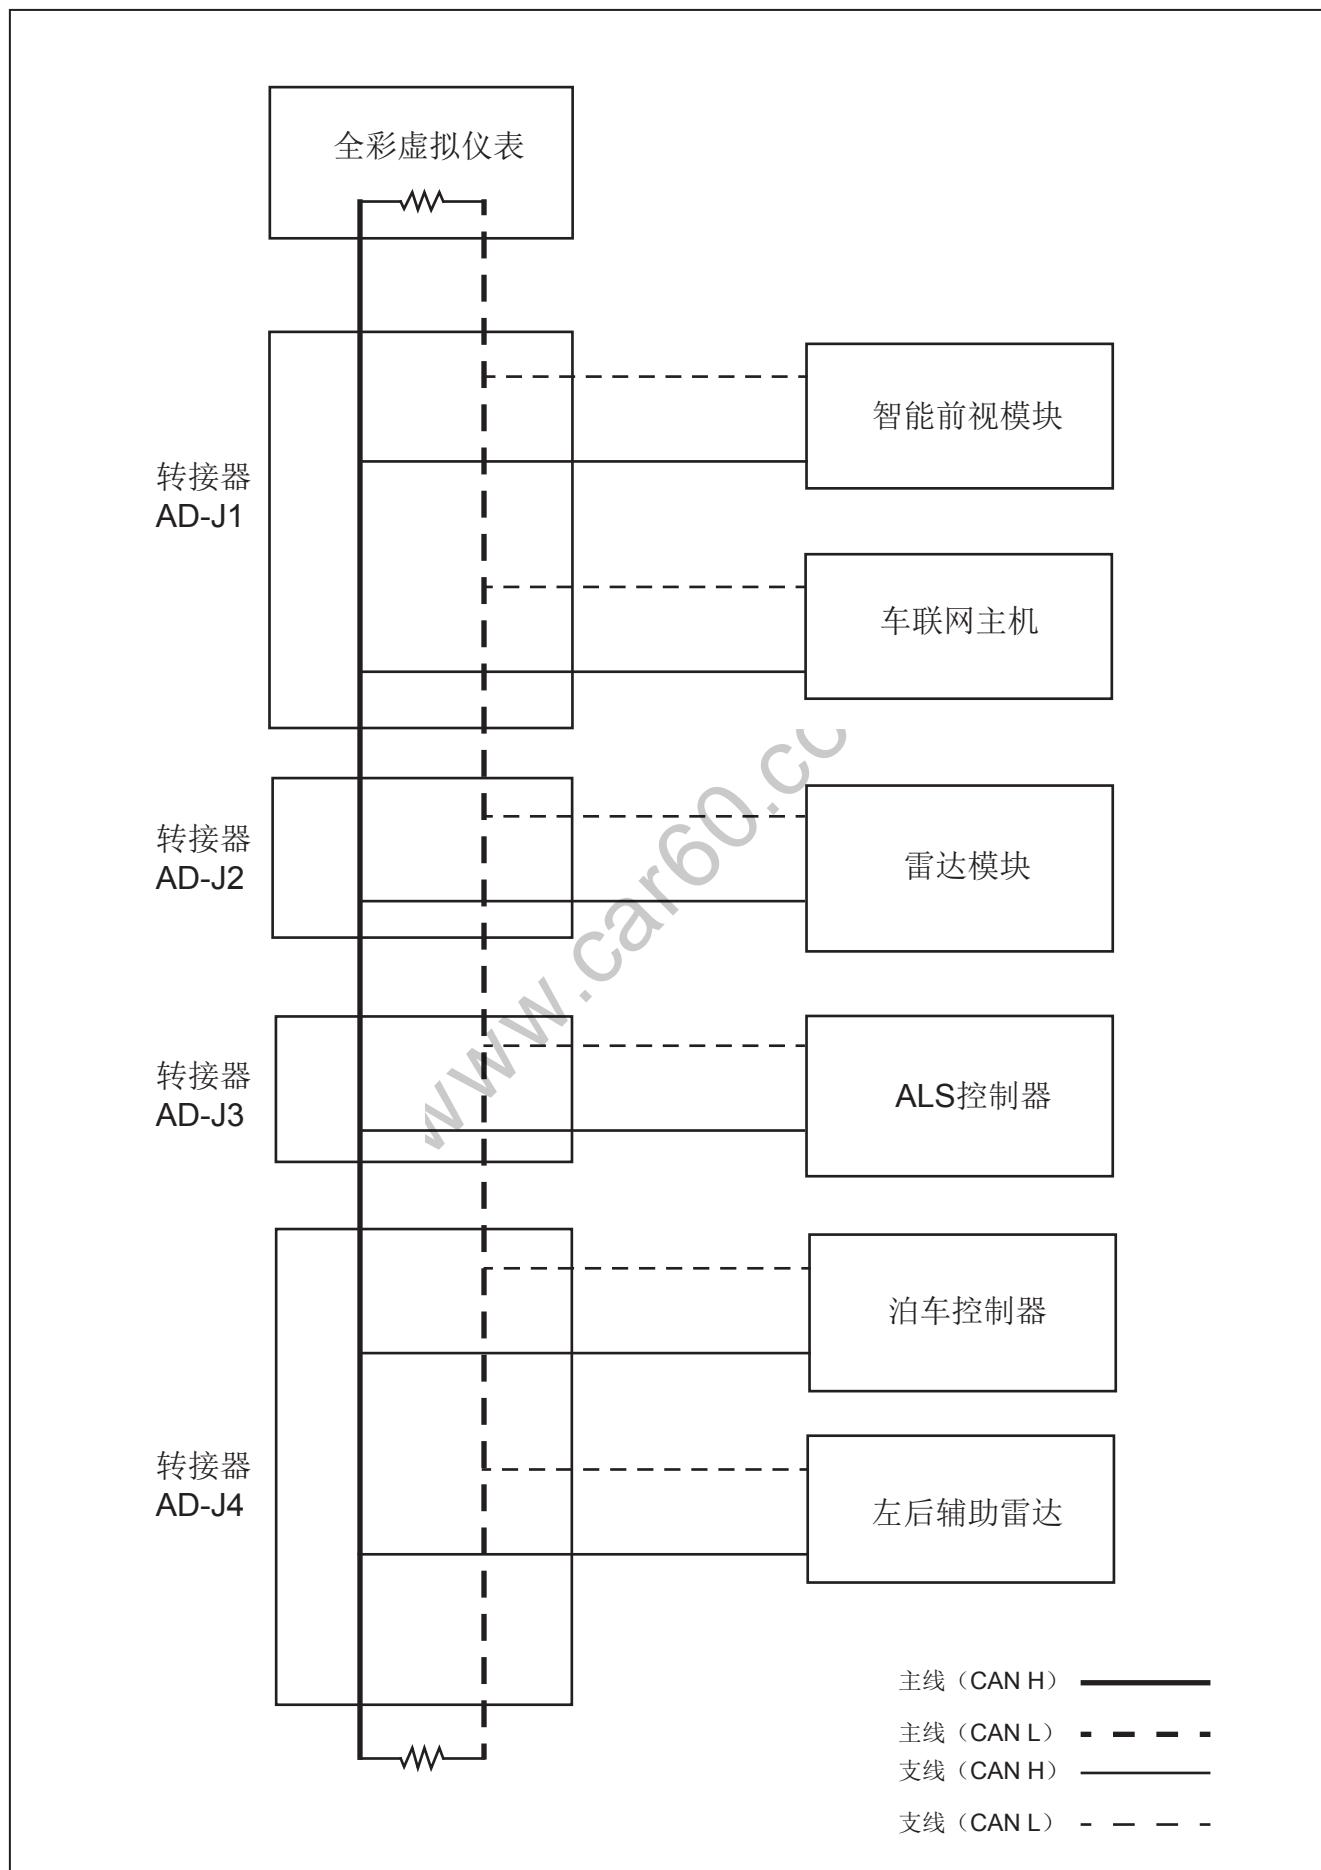 全彩虚拟仪表
智能前视模块
转接器
AD-J1
车联网主机
转接器
AD-J2
雷达模块
www.car60.co
转接器
AD-J3
ALS控制器
泊车控制器
转接器
AD-J4
左后辅助雷达
主线（CAN H）
主线（CAN L）
支线（CAN H）
支线（CAN L）